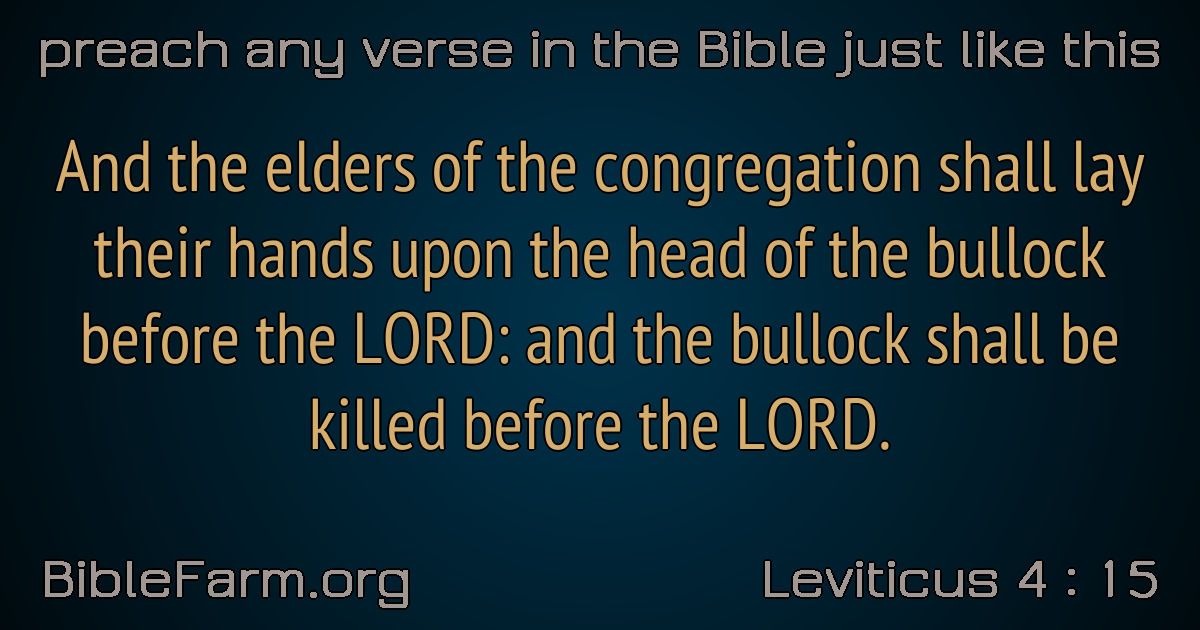 preach any verse in the Bible just like this
And the elders of the congregation shall lay
their hands upon the head of the bullock
before the LORD: and the bullock shall be
killed before the LORD.
BibleFarm.org
Leviticus 4 : 15